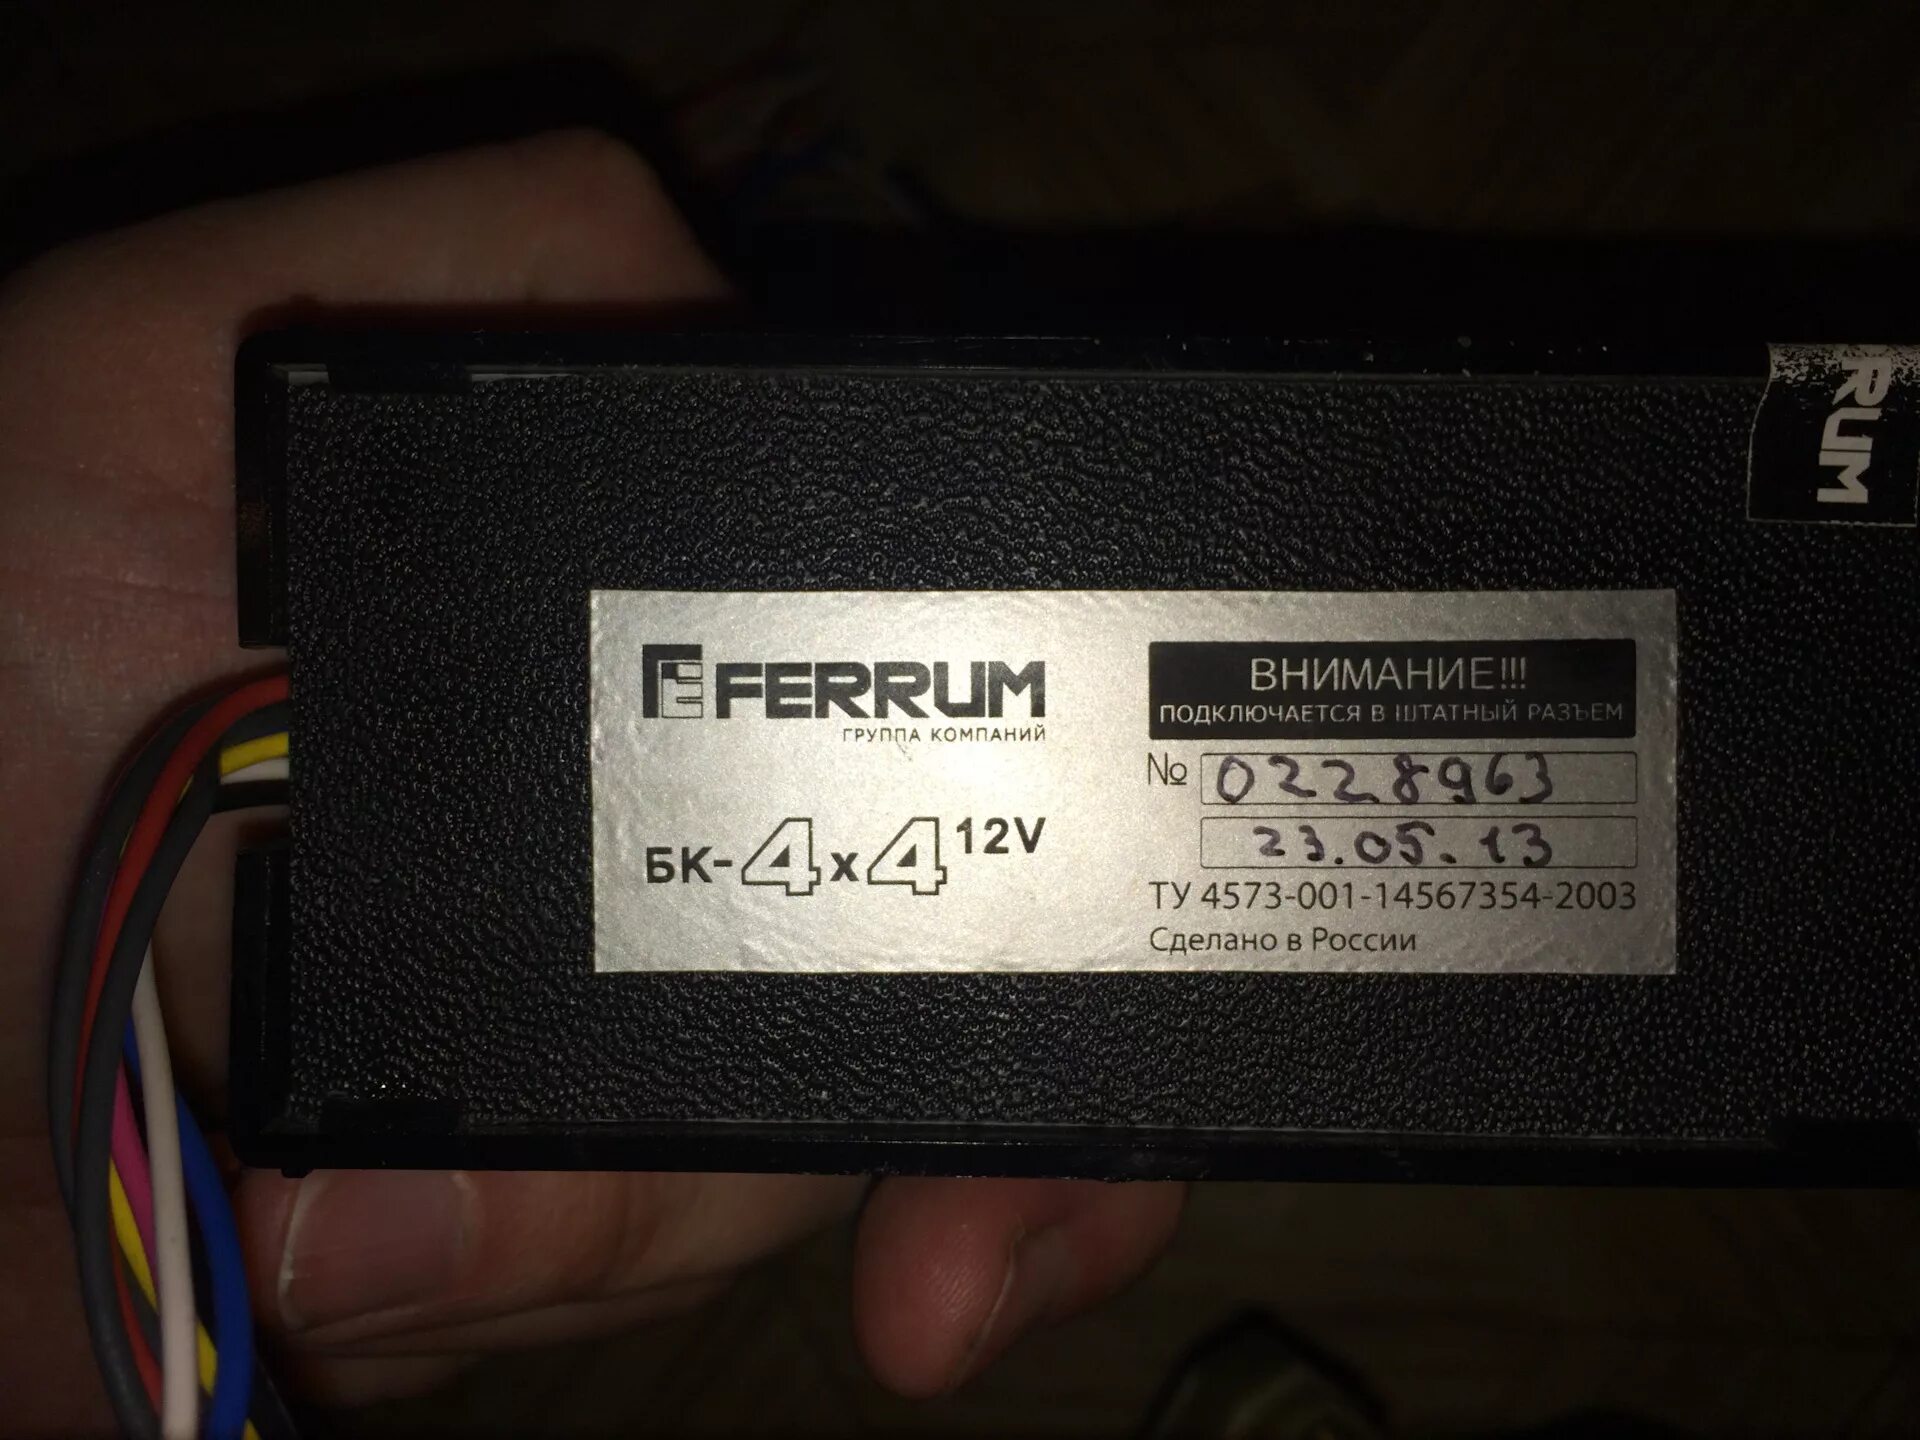 FERRUM
ГРУППА КОМПАНИЙ
БК-4x4 12V
ВНИМАНИЕ!!!
ПОДКЛЮЧАЕТСЯ В ШТАТНЫЙ РАЗЪЕМ
№ 0228963
23.05.13
ТУ 4573-001-14567354-2003
Сделано в России
RUM